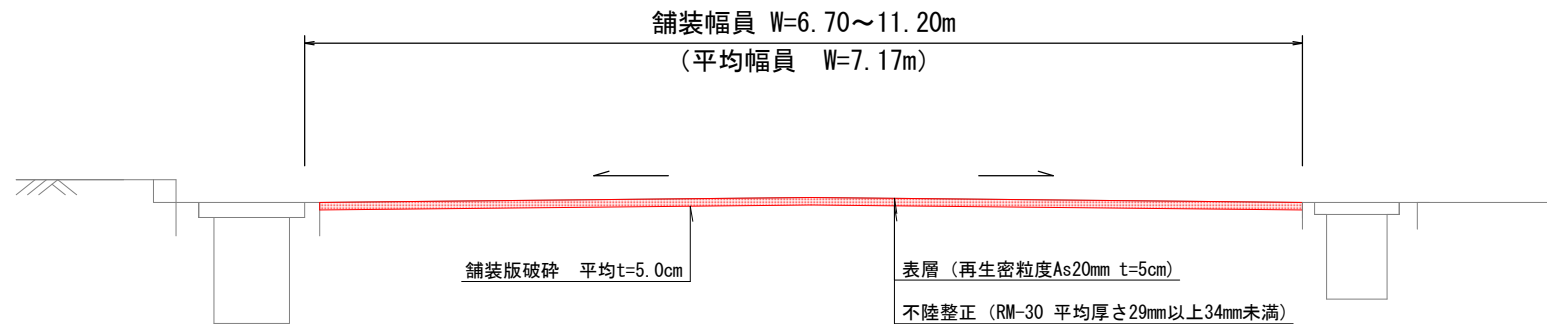 舗装幅員 W=6.70～11.20m
（平均幅員　W=7.17m）
舗装版破砕　平均t=5.0cm
表層（再生密粒度As20mm t=5cm）
不陸整正（RM-30 平均厚さ29mm以上34mm未満）